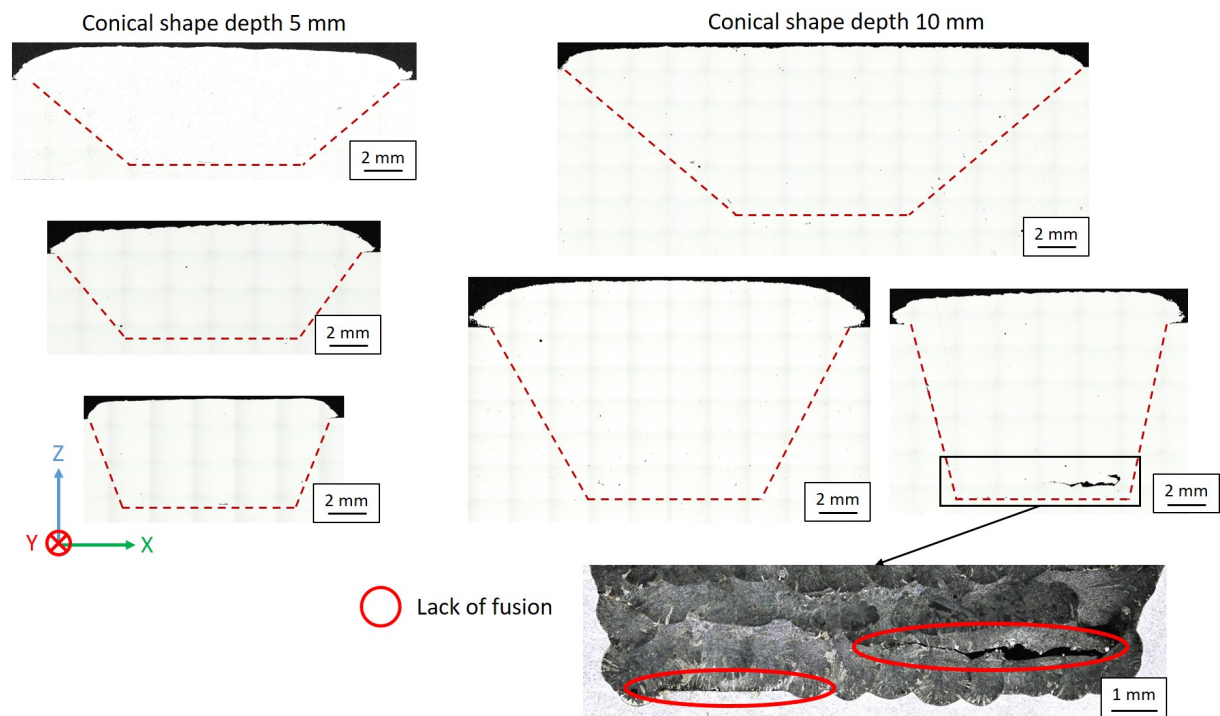 Conical shape depth 5 mm
Conical shape depth 10 mm
2 mm
2 mm
2 mm
2 mm
2 mm
2 mm
Z
Y
X
Lack of fusion
1 mm